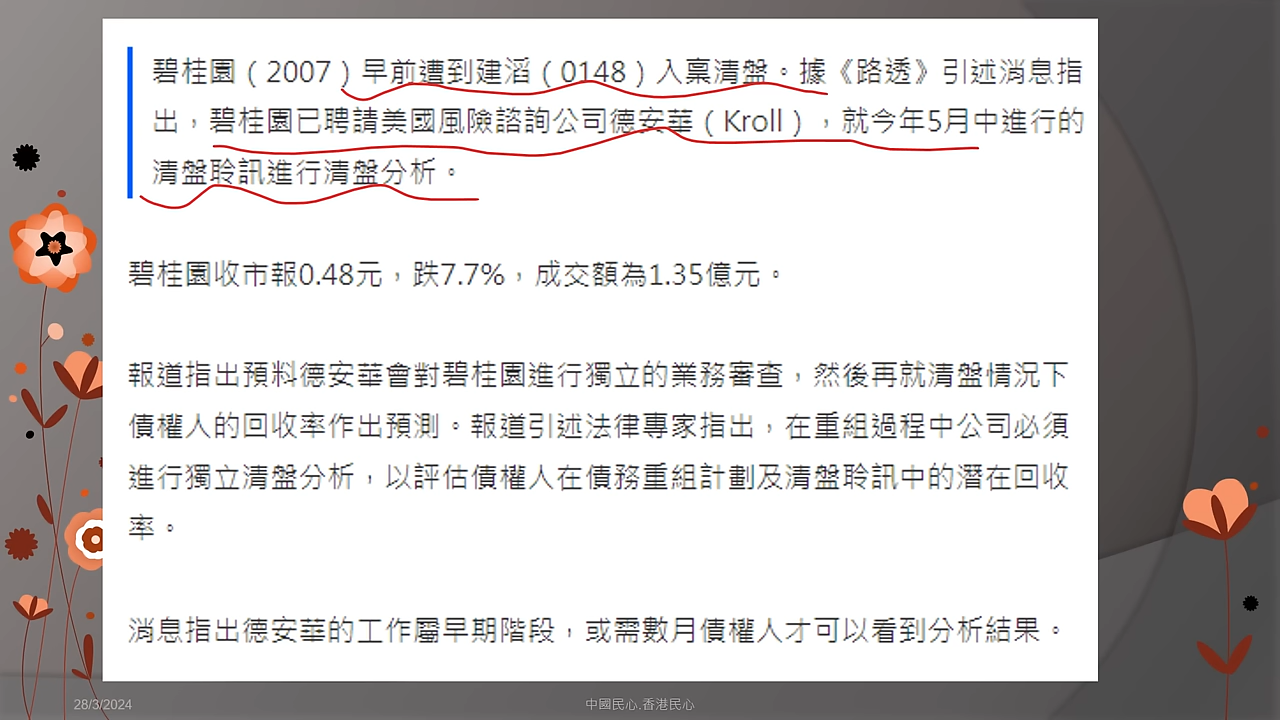 碧桂園（2007）早前遭到建滔（0148）入稟清盤。據《路透》引述消息指
出，碧桂園已聘請美國風險諮詢公司德安華（Kroll），就今年5月中進行的
清盤聆訊進行清盤分析。
碧桂園收市報0.48元，跌7.7%，成交額為1.35億元。
報道指出預料德安華會對碧桂園進行獨立的業務審查，然後再就清盤情況下
債權人的回收率作出預測。報道引述法律專家指出，在重組過程中公司必須
進行獨立清盤分析，以評估債權人在債務重組計劃及清盤聆訊中的潛在回收
率。
消息指出德安華的工作屬早期階段，或需數月債權人才可以看到分析結果。
28/3/2024
中國民心.香港民心